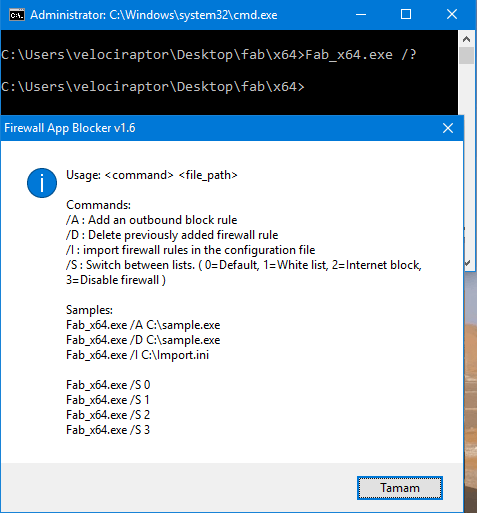 Administrator: C:\Windows\system32\cmd.exe
C:\Users\velociraptor\Desktop\fab\x64>Fab_x64.exe /?
C:\Users\velociraptor\Desktop\fab\x64>
Firewall App Blocker v1.6
Usage: <command> <file_path>
Commands:
/A : Add an outbound block rule
/D : Delete previously added firewall rule
/I : import firewall rules in the configuration file
/S : Switch between lists. ( 0=Default, 1=White list, 2=Internet block,
3=Disable firewall )
Samples:
Fab_x64.exe /A C:\sample.exe
Fab_x64.exe /D C:\sample.exe
Fab_x64.exe /I C:\Import.ini
Fab_x64.exe /S 0
Fab_x64.exe /S 1
Fab_x64.exe /S 2
Fab_x64.exe /S 3
Tamam